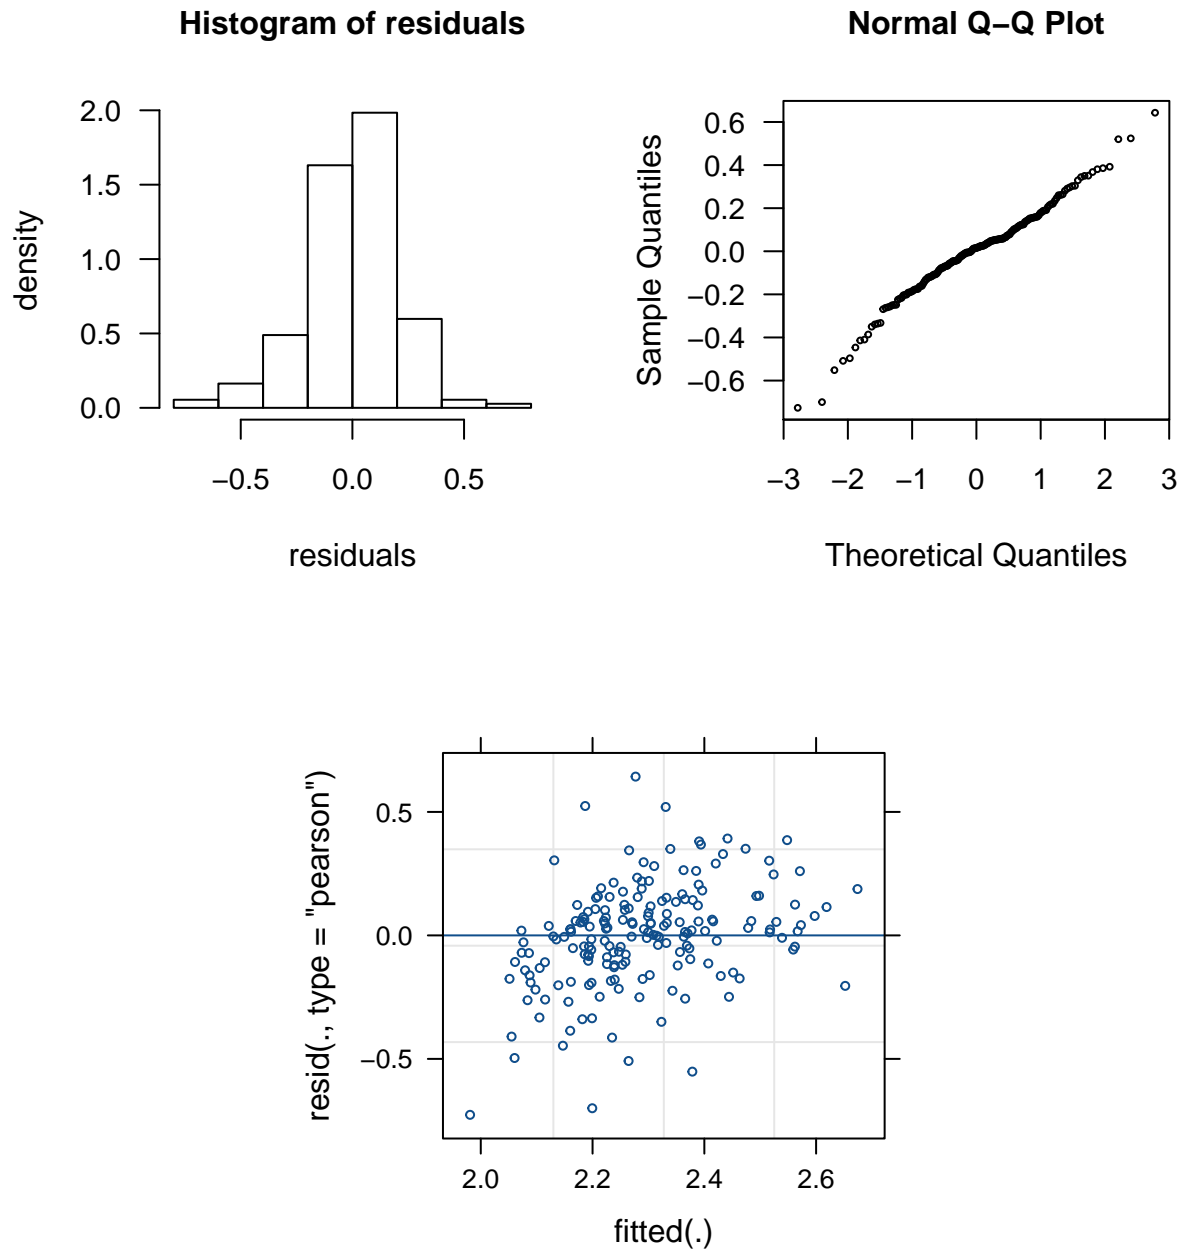 Histogram of residuals
density
2.0
1.5
1.0
0.5
0.0
−0.5 0.0 0.5
residuals
Normal Q−Q Plot
Sample Quantiles
0.6
0.4
0.2
0.0
−0.2
−0.4
−0.6
−3 −2 −1 0 1 2 3
Theoretical Quantiles
resid(., type = "pearson")
0.5
0.0
−0.5
2.0 2.2 2.4 2.6
fitted(.)